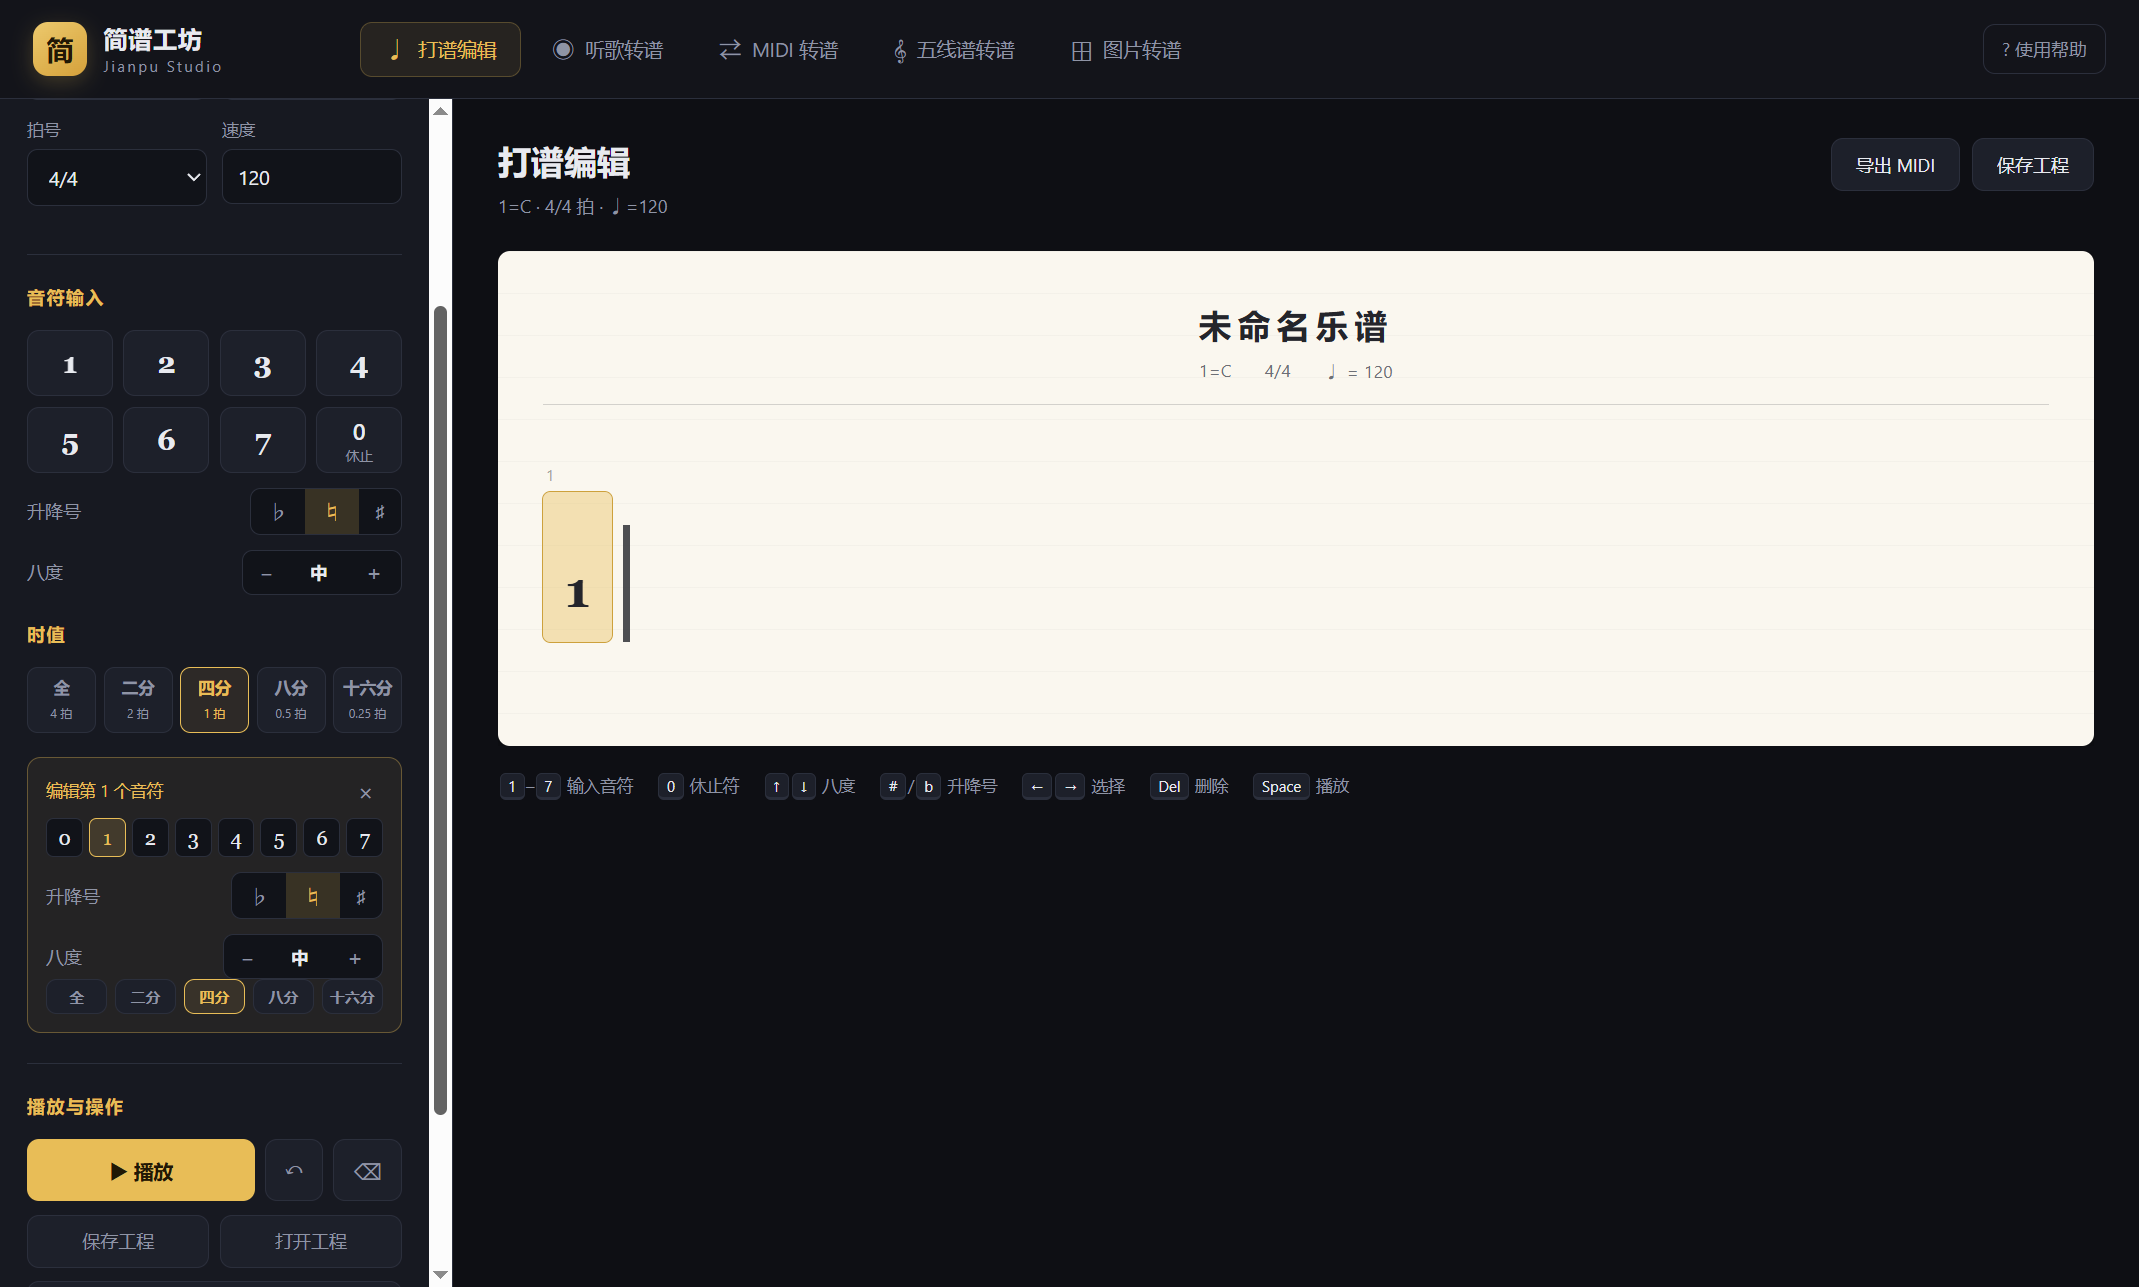 简 简谱工坊
Jianpu Studio
♩ 打谱编辑
听歌转谱
MIDI 转谱
五线谱转谱
图片转谱
? 使用帮助
拍号 速度
4/4 120
音符输入
1 2 3 4
5 6 7 0
休止
升降号 ♭ ♮ ♯
八度 − 中 +
时值
全 二分 四分 八分 十六分
4 拍 2 拍 1 拍 0.5 拍 0.25 拍
编辑第 1 个音符 ×
0 1 2 3 4 5 6 7
升降号 ♭ ♮ ♯
八度 − 中 +
全 二分 四分 八分 十六分
播放与操作
▶ 播放 ↶ ⌫
保存工程 打开工程
打谱编辑
1=C · 4/4 拍 · ♩=120
导出 MIDI 保存工程
未命名乐谱
1=C 4/4 ♩ = 120
1
1
1 – 7 输入音符 0 休止符 ↑ ↓ 八度 # / b 升降号 ← → 选择 Del 删除 Space 播放